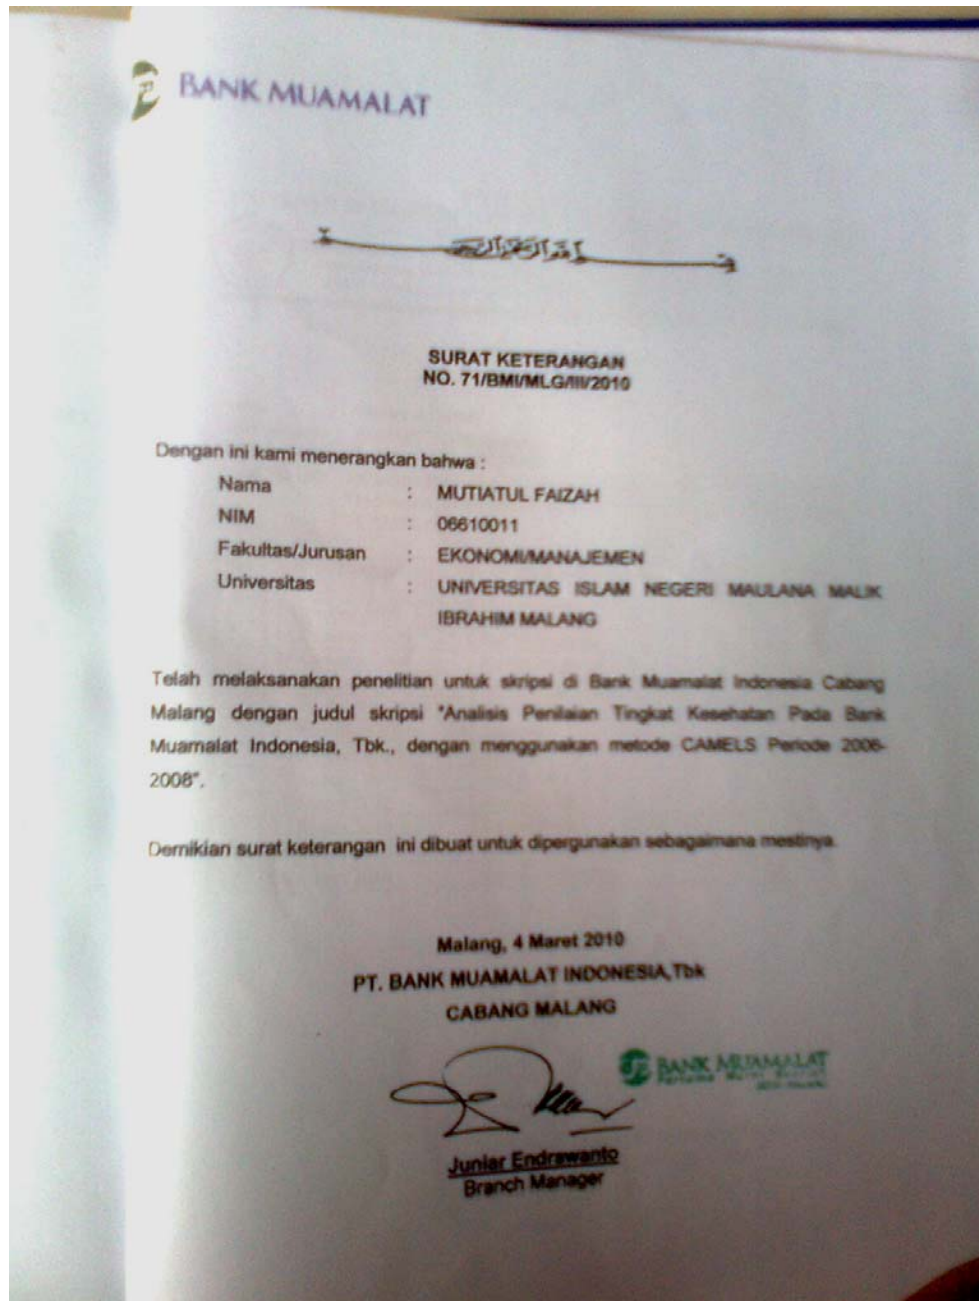 BANK MUAMALAT
SURAT KETERANGAN
NO. 71/BMI/MLG/III/2010
Dengan ini kami menerangkan bahwa :
Nama : MUTIATUL FAIZAH
NIM : 06610011
Fakultas/Jurusan : EKONOMI/MANAJEMEN
Universitas : UNIVERSITAS ISLAM NEGERI MAULANA MALIK
IBRAHIM MALANG
Telah melaksanakan penelitian untuk skripsi di Bank Muamalat Indonesia Cabang
Malang dengan judul skripsi "Analisis Penilaian Tingkat Kesehatan Pada Bank
Muamalat Indonesia, Tbk., dengan menggunakan metode CAMELS Periode 2006-
2008".
Demikian surat keterangan ini dibuat untuk dipergunakan sebagaimana mestinya.
Malang, 4 Maret 2010
PT. BANK MUAMALAT INDONESIA,Tbk
CABANG MALANG
BANK MUAMALAT
Juniar Endrawanto
Branch Manager